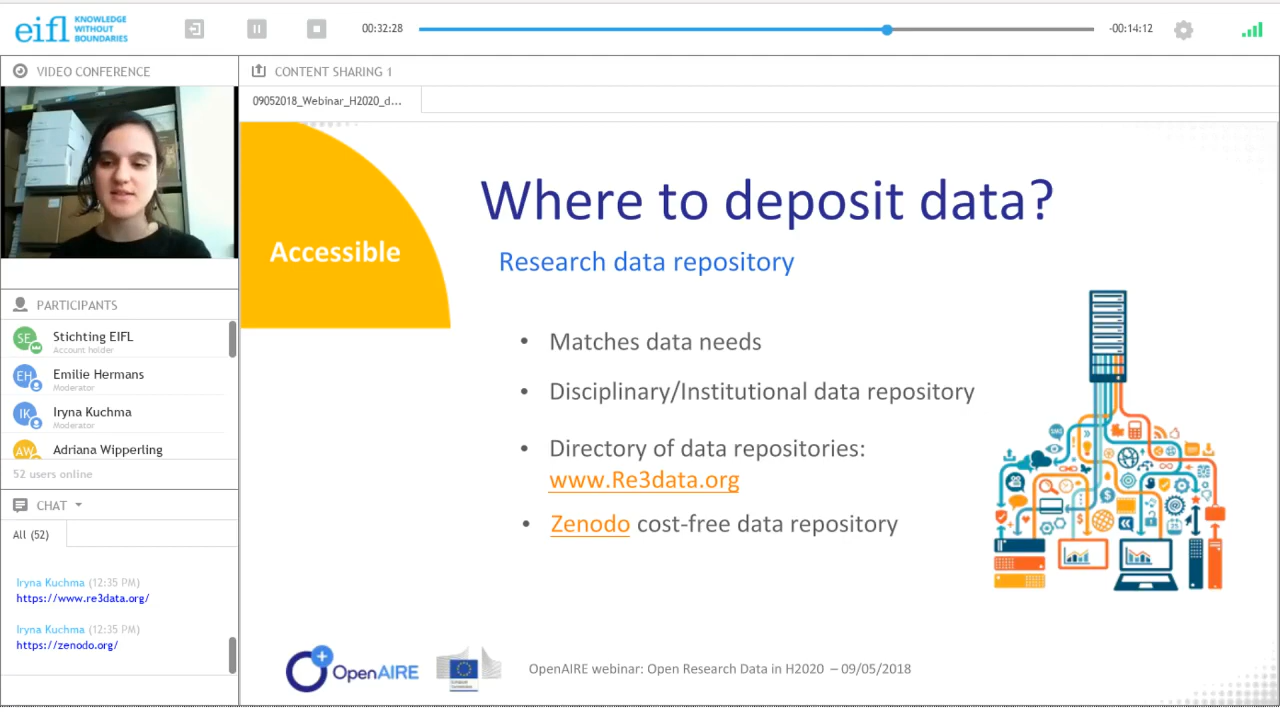 eifl KNOWLEDGE
WITHOUT
BOUNDARIES
00:32:28
-00:14:12
VIDEO CONFERENCE
CONTENT SHARING 1
09052018_Webinar_H2020_d...
Accessible
Where to deposit data?
Research data repository
• Matches data needs
• Disciplinary/Institutional data repository
• Directory of data repositories:
www.Re3data.org
• Zenodo cost-free data repository
OpenAIRE
OpenAIRE webinar: Open Research Data in H2020 – 09/05/2018
PARTICIPANTS
SE
Stichting EIFL
Account holder
EH
Emilie Hermans
Moderator
IK
Iryna Kuchma
Moderator
AW
Adriana Wipperling
52 users online
CHAT
All (52)
Iryna Kuchma (12:35 PM)
https://www.re3data.org/
Iryna Kuchma (12:35 PM)
https://zenodo.org/